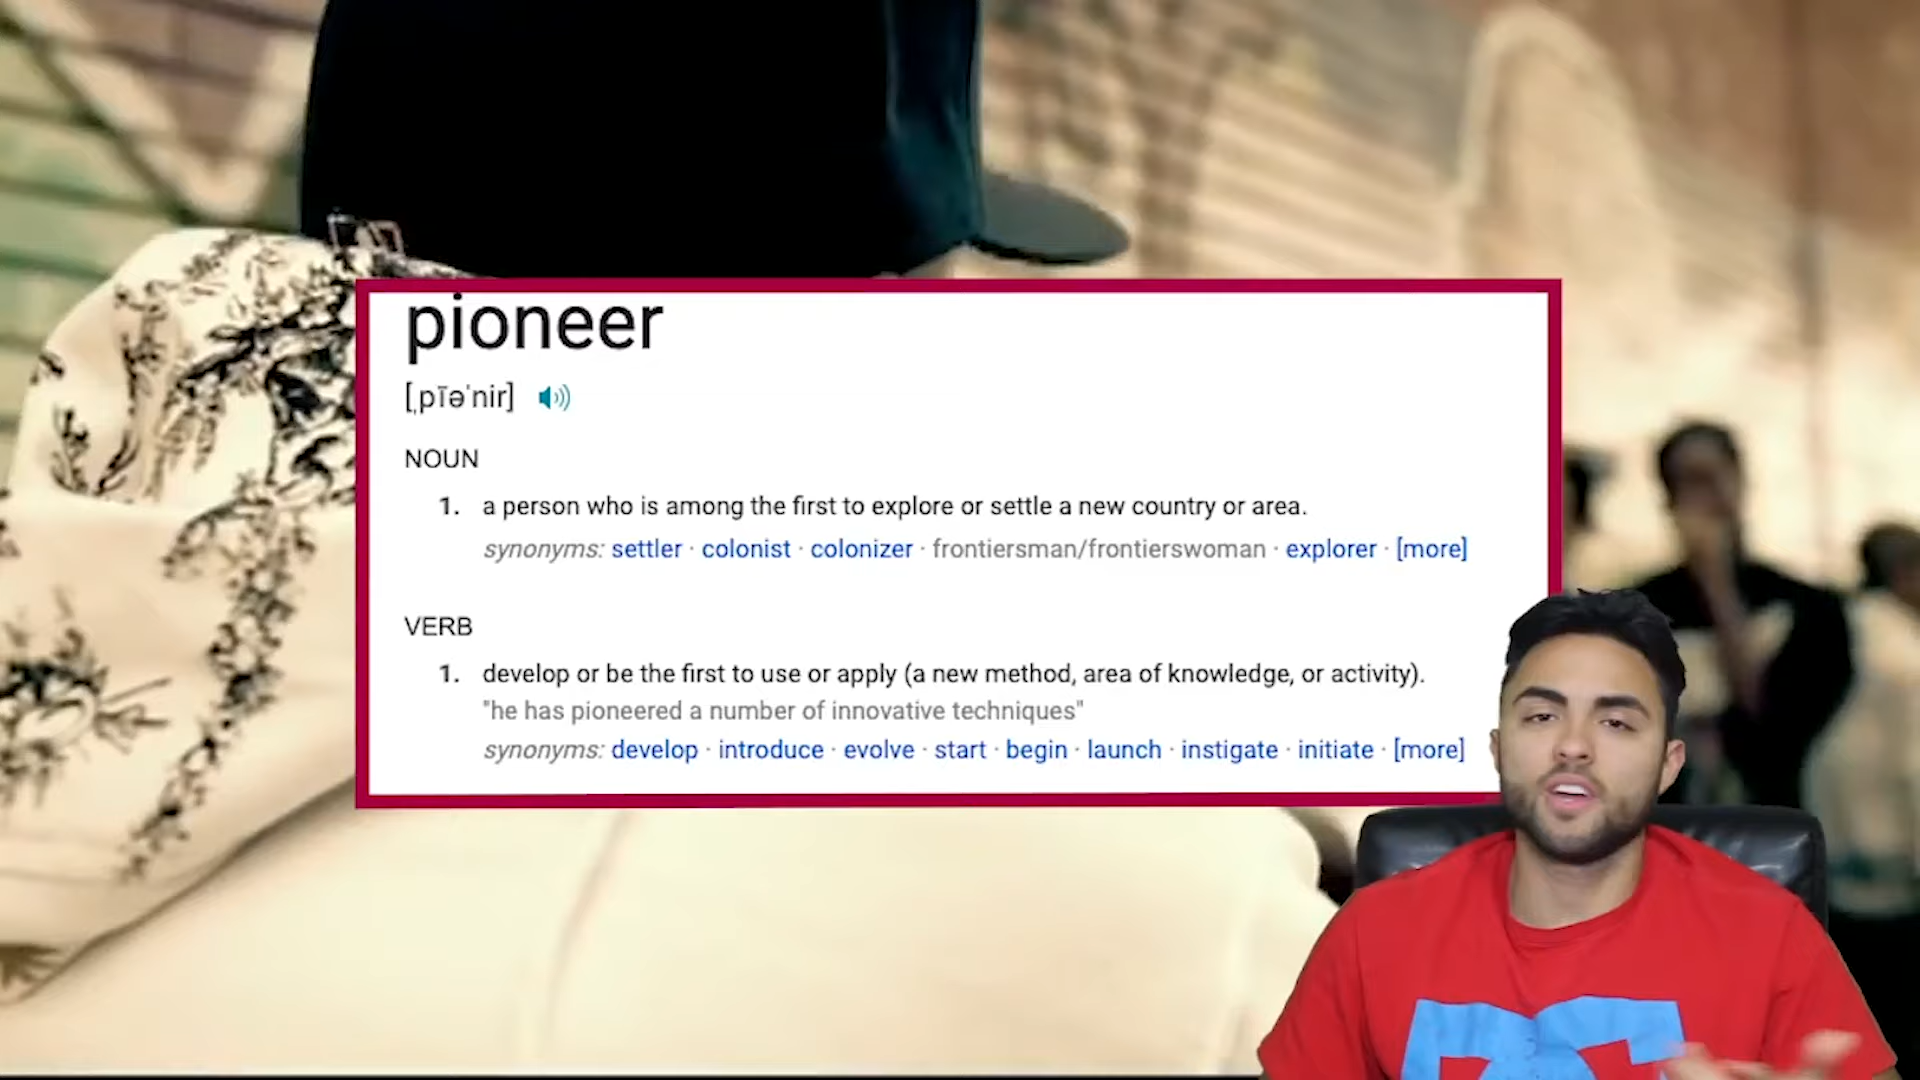 pioneer
[ˌpīəˈnir]
NOUN
1. a person who is among the first to explore or settle a new country or area.
synonyms: settler · colonist · colonizer · frontiersman/frontierswoman · explorer · [more]
VERB
1. develop or be the first to use or apply (a new method, area of knowledge, or activity).
"he has pioneered a number of innovative techniques"
synonyms: develop · introduce · evolve · start · begin · launch · instigate · initiate · [more]